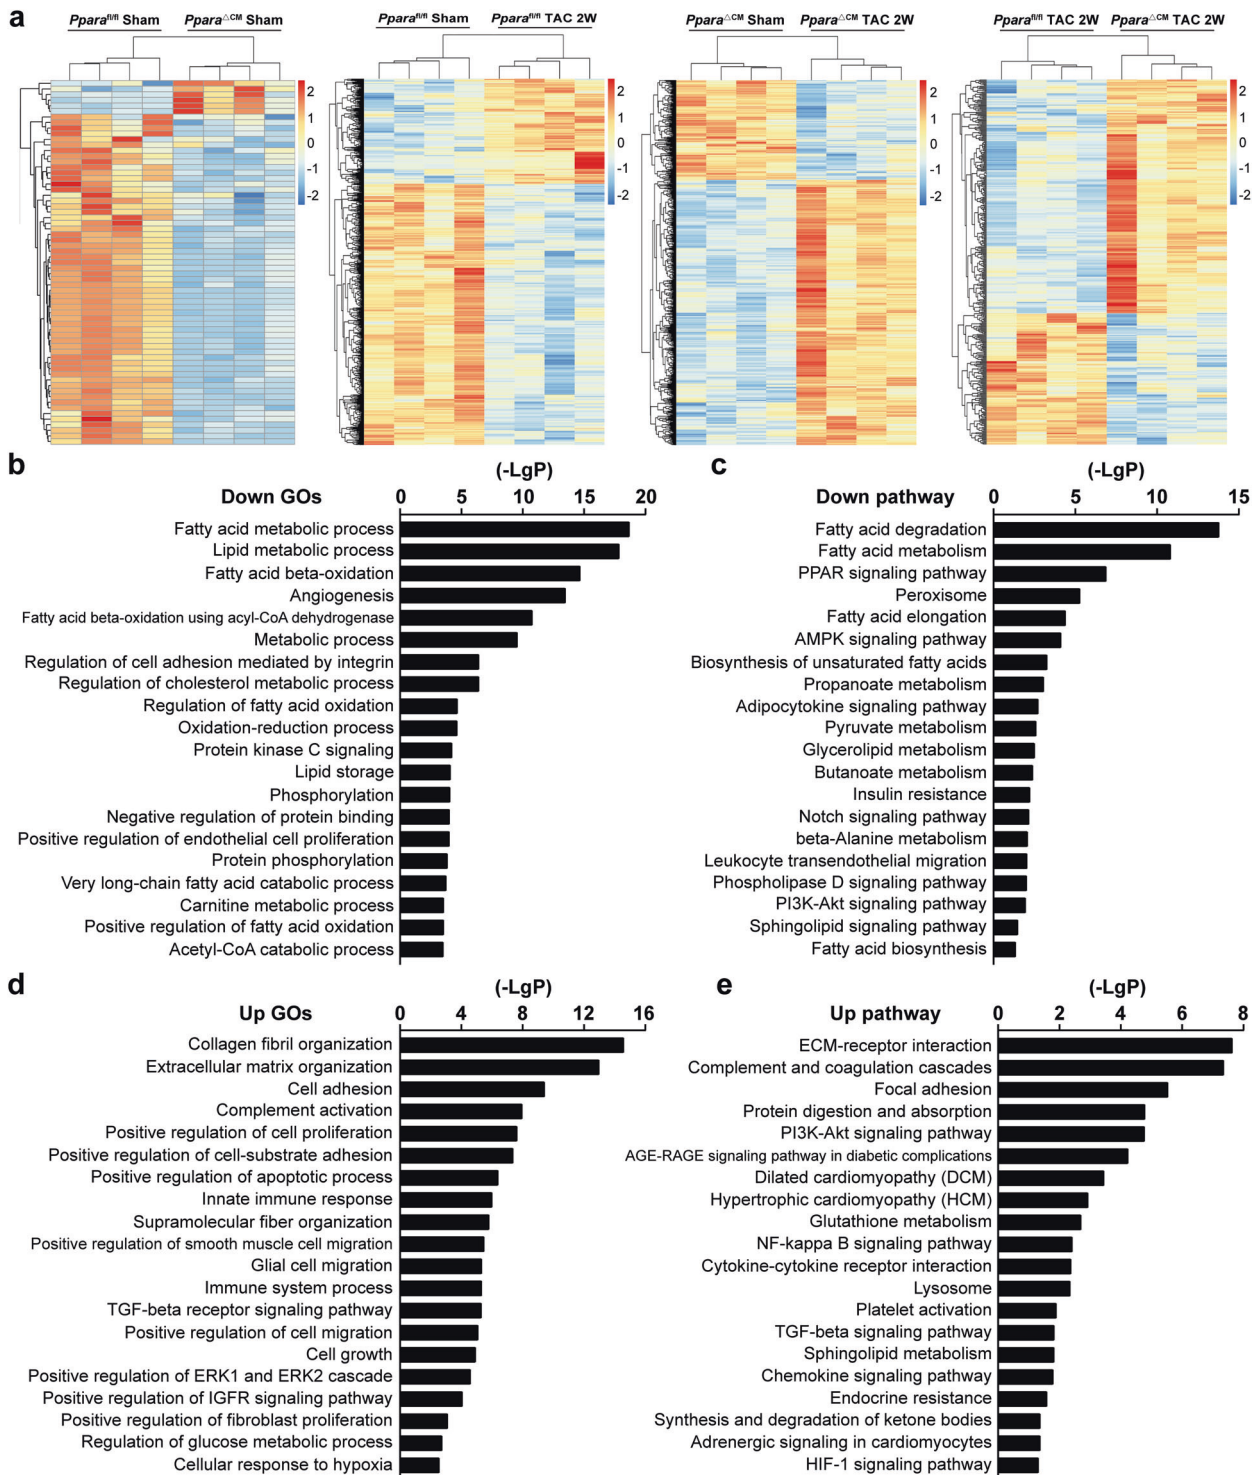 a
Ppara fl/fl Sham Ppara △CM Sham
Ppara fl/fl Sham Ppara fl/fl TAC 2W
Ppara △CM Sham Ppara △CM TAC 2W
Ppara fl/fl TAC 2W Ppara △CM TAC 2W
2
1
0
-1
-2
2
1
0
-1
-2
2
1
0
-1
-2
2
1
0
-1
-2
b
(-LgP)
Down GOs
0 5 10 15 20
Fatty acid metabolic process
Lipid metabolic process
Fatty acid beta-oxidation
Angiogenesis
Fatty acid beta-oxidation using acyl-CoA dehydrogenase
Metabolic process
Regulation of cell adhesion mediated by integrin
Regulation of cholesterol metabolic process
Regulation of fatty acid oxidation
Oxidation-reduction process
Protein kinase C signaling
Lipid storage
Phosphorylation
Negative regulation of protein binding
Positive regulation of endothelial cell proliferation
Protein phosphorylation
Very long-chain fatty acid catabolic process
Carnitine metabolic process
Positive regulation of fatty acid oxidation
Acetyl-CoA catabolic process
c
(-LgP)
Down pathway
0 5 10 15
Fatty acid degradation
Fatty acid metabolism
PPAR signaling pathway
Peroxisome
Fatty acid elongation
AMPK signaling pathway
Biosynthesis of unsaturated fatty acids
Propanoate metabolism
Adipocytokine signaling pathway
Pyruvate metabolism
Glycerolipid metabolism
Butanoate metabolism
Insulin resistance
Notch signaling pathway
beta-Alanine metabolism
Leukocyte transendothelial migration
Phospholipase D signaling pathway
PI3K-Akt signaling pathway
Sphingolipid signaling pathway
Fatty acid biosynthesis
d
(-LgP)
Up GOs
0 4 8 12 16
Collagen fibril organization
Extracellular matrix organization
Cell adhesion
Complement activation
Positive regulation of cell proliferation
Positive regulation of cell-substrate adhesion
Positive regulation of apoptotic process
Innate immune response
Supramolecular fiber organization
Positive regulation of smooth muscle cell migration
Glial cell migration
Immune system process
TGF-beta receptor signaling pathway
Positive regulation of cell migration
Cell growth
Positive regulation of ERK1 and ERK2 cascade
Positive regulation of IGFR signaling pathway
Positive regulation of fibroblast proliferation
Regulation of glucose metabolic process
Cellular response to hypoxia
e
(-LgP)
Up pathway
0 2 4 6 8
ECM-receptor interaction
Complement and coagulation cascades
Focal adhesion
Protein digestion and absorption
PI3K-Akt signaling pathway
AGE-RAGE signaling pathway in diabetic complications
Dilated cardiomyopathy (DCM)
Hypertrophic cardiomyopathy (HCM)
Glutathione metabolism
NF-kappa B signaling pathway
Cytokine-cytokine receptor interaction
Lysosome
Platelet activation
TGF-beta signaling pathway
Sphingolipid metabolism
Chemokine signaling pathway
Endocrine resistance
Synthesis and degradation of ketone bodies
Adrenergic signaling in cardiomyocytes
HIF-1 signaling pathway